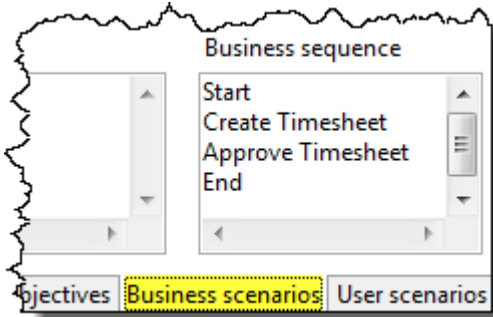 Business sequence
Start
Create Timesheet
Approve Timesheet
End
Business scenarios User scenarios